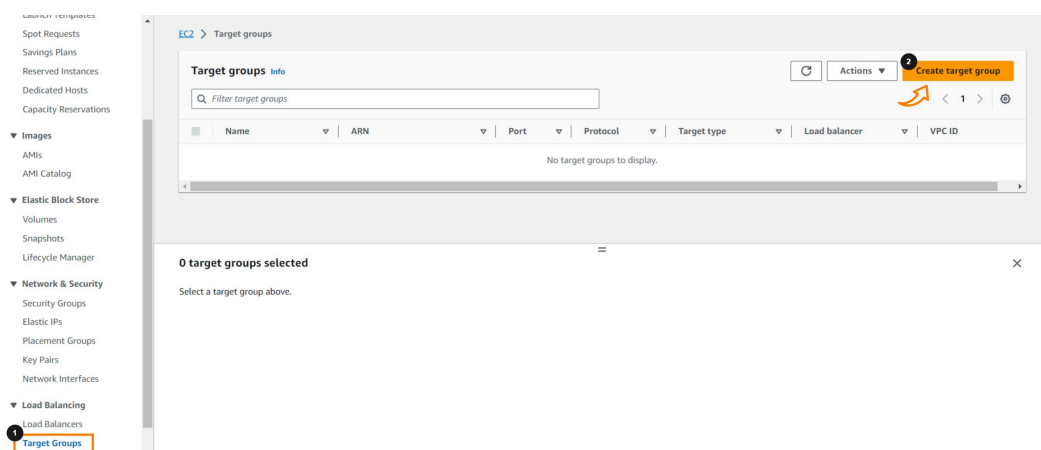 Launch Templates
Spot Requests
Savings Plans
Reserved Instances
Dedicated Hosts
Capacity Reservations
Images
AMIs
AMI Catalog
Elastic Block Store
Volumes
Snapshots
Lifecycle Manager
Network & Security
Security Groups
Elastic IPs
Placement Groups
Key Pairs
Network Interfaces
Load Balancing
Load Balancers
1
Target Groups
EC2 > Target groups
Target groups Info
Actions
2
Create target group
Filter target groups
< 1 >
Name ARN Port Protocol Target type Load balancer VPC ID
No target groups to display.
0 target groups selected
Select a target group above.